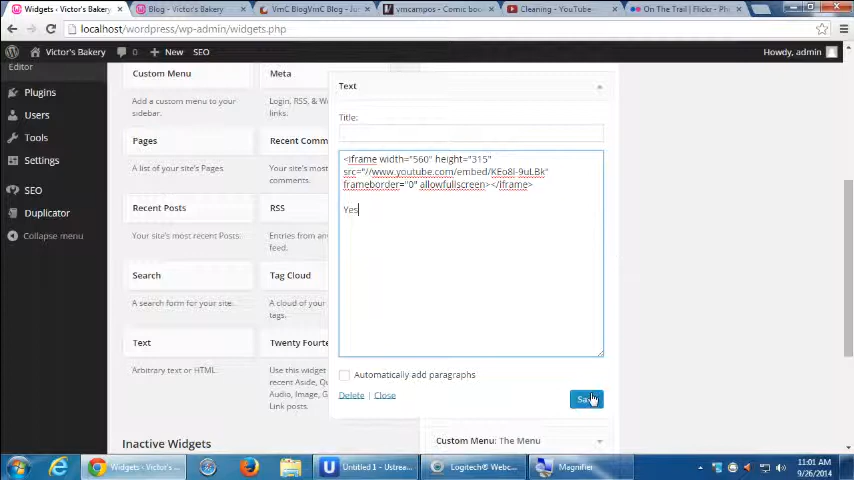 Widgets ‹ Victor's Bakery
Blog - Victor's Bakery
VmC BlogVmC Blog - Ju
vmcampos - Comic boo
Cleaning - YouTube
On The Trail | Flickr - Ph
localhost/wordpress/wp-admin/widgets.php
Victor's Bakery
0
New
SEO
Howdy, admin
Editor
Plugins
Users
Tools
Settings
SEO
Duplicator
Collapse menu
Custom Menu
Meta
Add a custom menu to your sidebar.
Login, RSS, & W
links.
Pages
Recent Comm
A list of your site's Pages.
Your site's most
comments.
Recent Posts
RSS
Your site's most recent Posts.
Entries from an
feed.
Search
Tag Cloud
A search form for your site.
A cloud of your
tags.
Text
Twenty Fourte
Arbitrary text or HTML.
Use this widget
recent Aside, Qu
Audio, Image, G
Link posts.
Inactive Widgets
Text
Title:
<iframe width="560" height="315"
src="//www.youtube.com/embed/KEo8l-9uLBk"
frameborder="0" allowfullscreen></iframe>
Yes
Automatically add paragraphs
Delete | Close
Save
Custom Menu: The Menu
Widgets ‹ Victor's ...
Untitled 1 - Ustrea...
Logitech® Webc...
Magnifier
11:01 AM
9/26/2014